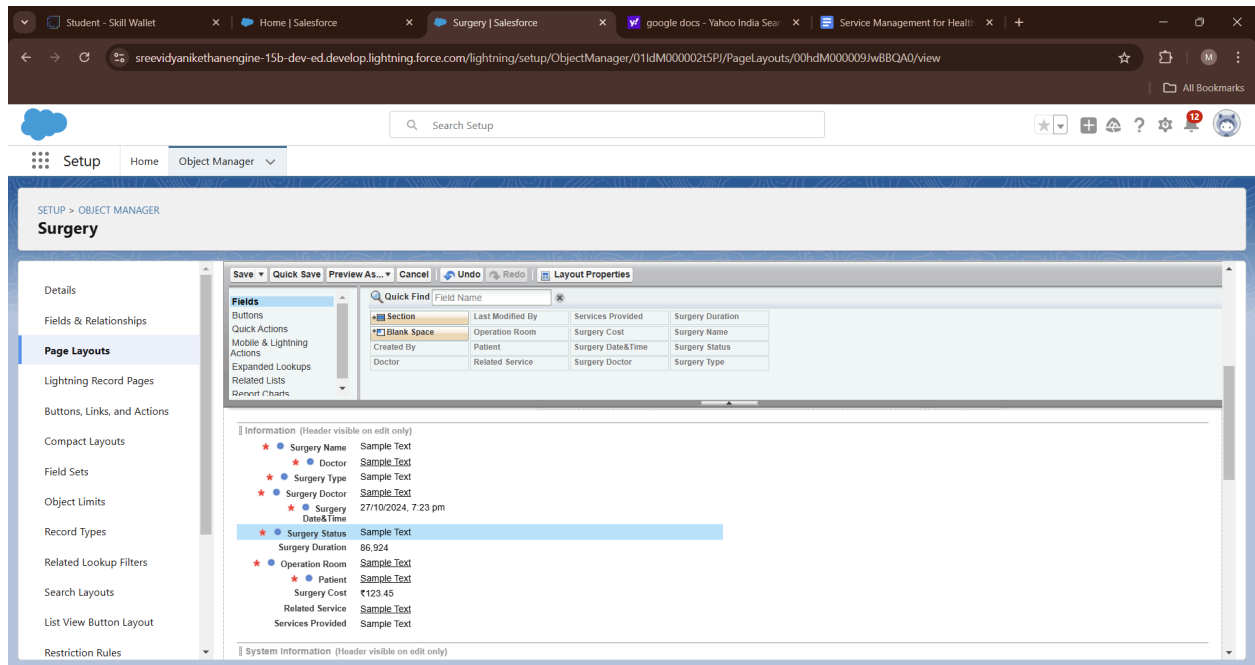 Student - Skill Wallet
Home | Salesforce
Surgery | Salesforce
google docs - Yahoo India Sear
Service Management for Health
sreevidyanikethanengine-15b-dev-ed.develop.lightning.force.com/lightning/setup/ObjectManager/01IdM000002t5PJ/PageLayouts/00hdM000009JwBBQA0/view
M
All Bookmarks
Search Setup
12
Setup
Home
Object Manager
SETUP > OBJECT MANAGER
Surgery
Details
Fields & Relationships
Page Layouts
Lightning Record Pages
Buttons, Links, and Actions
Compact Layouts
Field Sets
Object Limits
Record Types
Related Lookup Filters
Search Layouts
List View Button Layout
Restriction Rules
Save Quick Save Preview As... Cancel Undo Redo Layout Properties
Fields
Buttons
Quick Actions
Mobile & Lightning
Actions
Expanded Lookups
Related Lists
Report Charts
Quick Find Field Name
Section Last Modified By Services Provided Surgery Duration
Blank Space Operation Room Surgery Cost Surgery Name
Created By Patient Surgery Date&Time Surgery Status
Doctor Related Service Surgery Doctor Surgery Type
Information (Header visible on edit only)
* Surgery Name Sample Text
* Doctor Sample Text
* Surgery Type Sample Text
* Surgery Doctor Sample Text
* Surgery 27/10/2024, 7:23 pm
Date&Time
* Surgery Status Sample Text
Surgery Duration 86,924
* Operation Room Sample Text
* Patient Sample Text
Surgery Cost ₹123.45
Related Service Sample Text
Services Provided Sample Text
System Information (Header visible on edit only)